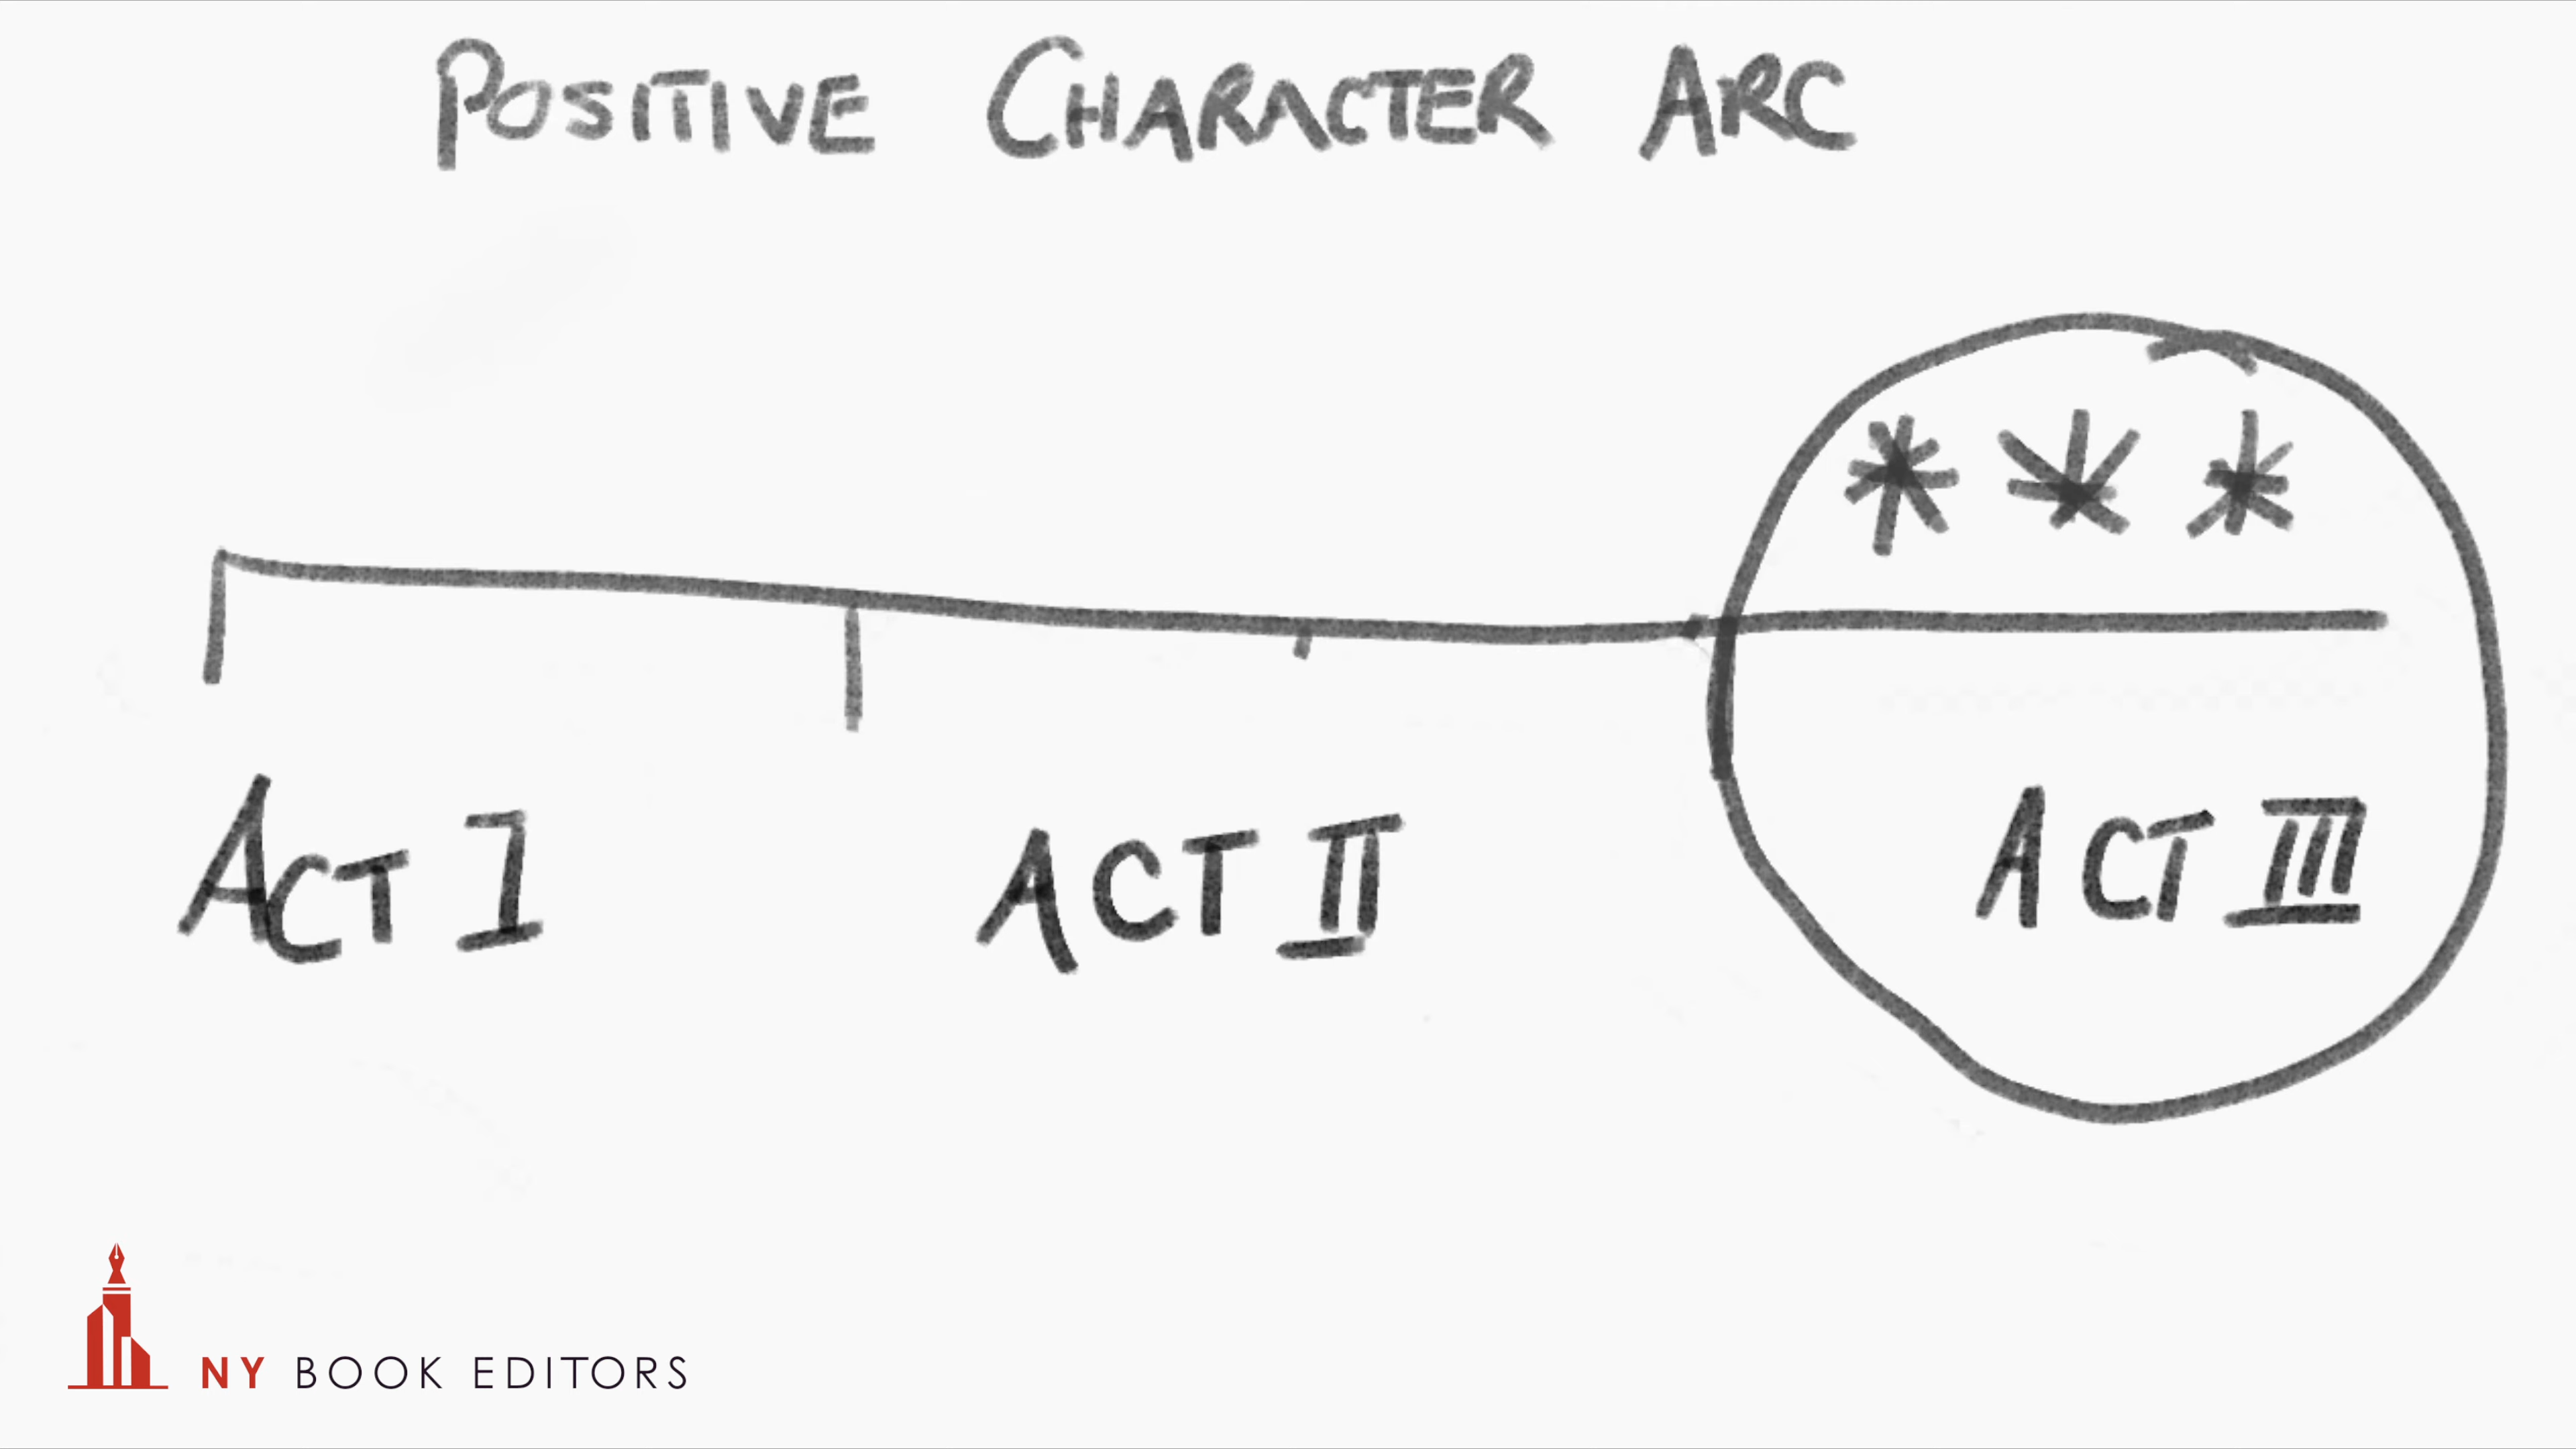 POSITIVE CHARACTER ARC
* * *
ACT I
ACT II
ACT III
NY BOOK EDITORS